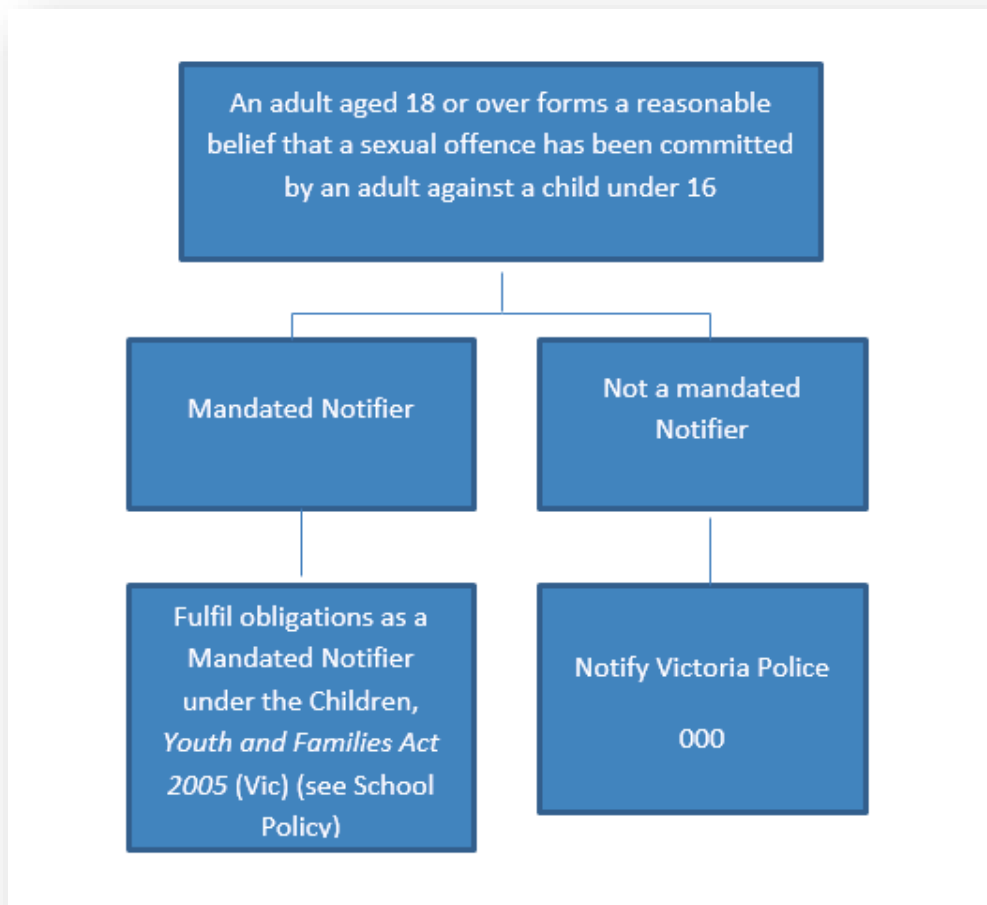 An adult aged 18 or over forms a reasonable
belief that a sexual offence has been committed
by an adult against a child under 16
Mandated Notifier
Not a mandated
Notifier
Fulfil obligations as a
Mandated Notifier
under the Children,
Youth and Families Act
2005 (Vic) (see School
Policy)
Notify Victoria Police
000